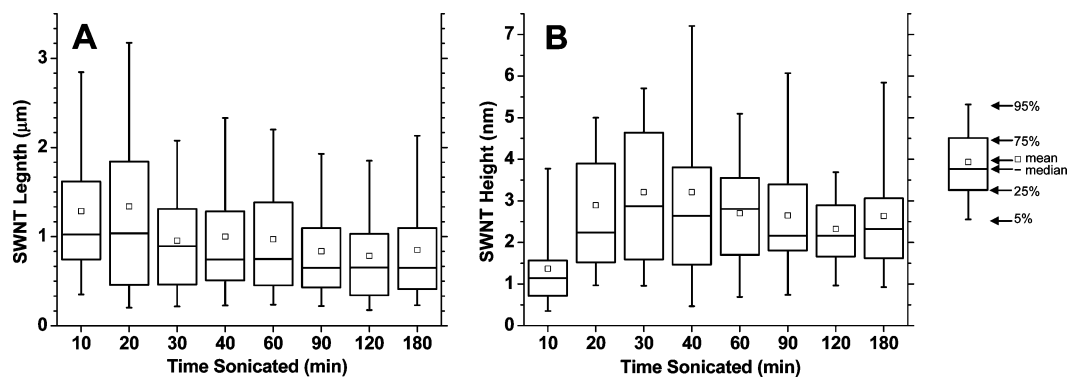 A
SWNT Legnth (μm)
3
2
1
0
10 20 30 40 60 90 120 180
Time Sonicated (min)
B
SWNT Height (nm)
7
6
5
4
3
2
1
0
10 20 30 40 60 90 120 180
Time Sonicated (min)
95%
75%
mean
median
25%
5%